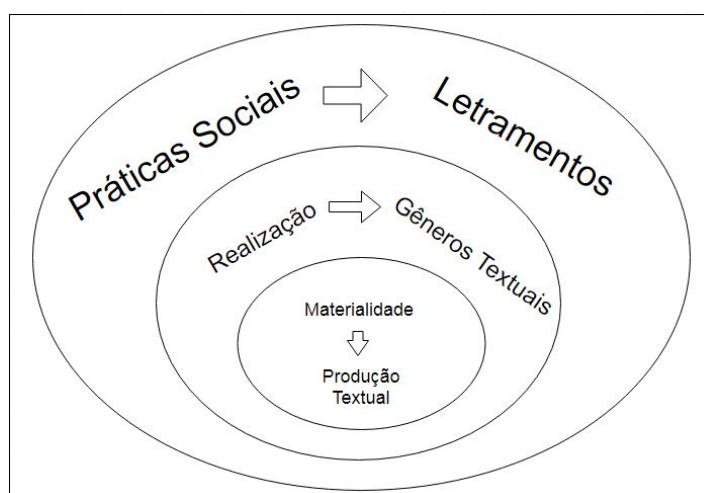 Práticas Sociais
Letramentos
Realização
Gêneros Textuais
Materialidade
Produção
Textual